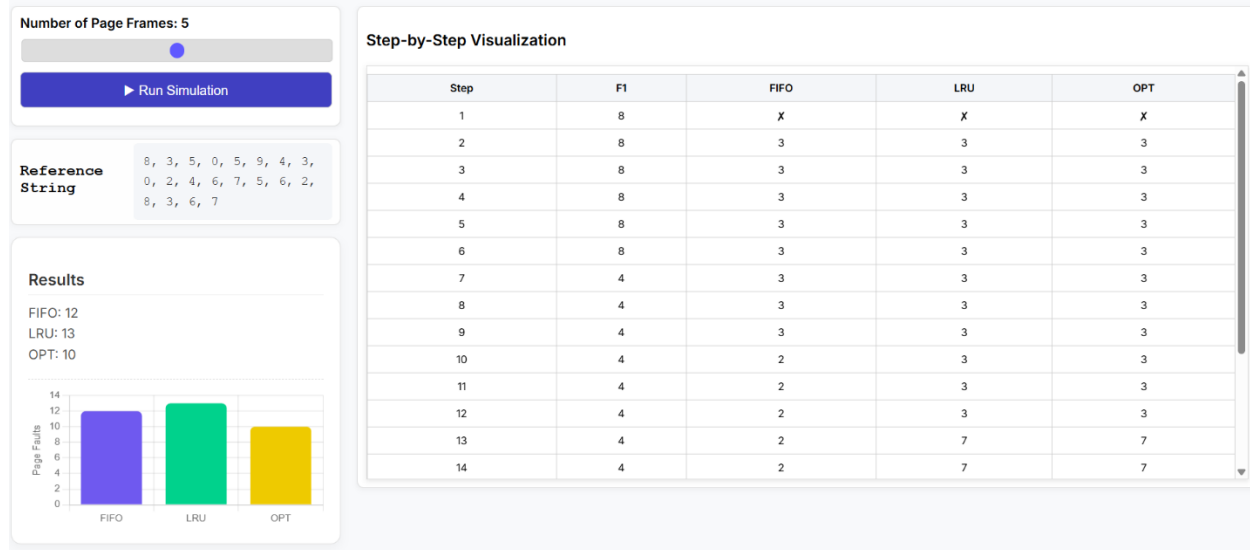 Number of Page Frames: 5
▶ Run Simulation
Reference String
8, 3, 5, 0, 5, 9, 4, 3,
0, 2, 4, 6, 7, 5, 6, 2,
8, 3, 6, 7
Results
FIFO: 12
LRU: 13
OPT: 10
Page Faults
14
12
10
8
6
4
2
0
FIFO LRU OPT
Step-by-Step Visualization
Step F1 FIFO LRU OPT
1 8 ✗ ✗ ✗
2 8 3 3 3
3 8 3 3 3
4 8 3 3 3
5 8 3 3 3
6 8 3 3 3
7 4 3 3 3
8 4 3 3 3
9 4 3 3 3
10 4 2 3 3
11 4 2 3 3
12 4 2 3 3
13 4 2 7 7
14 4 2 7 7